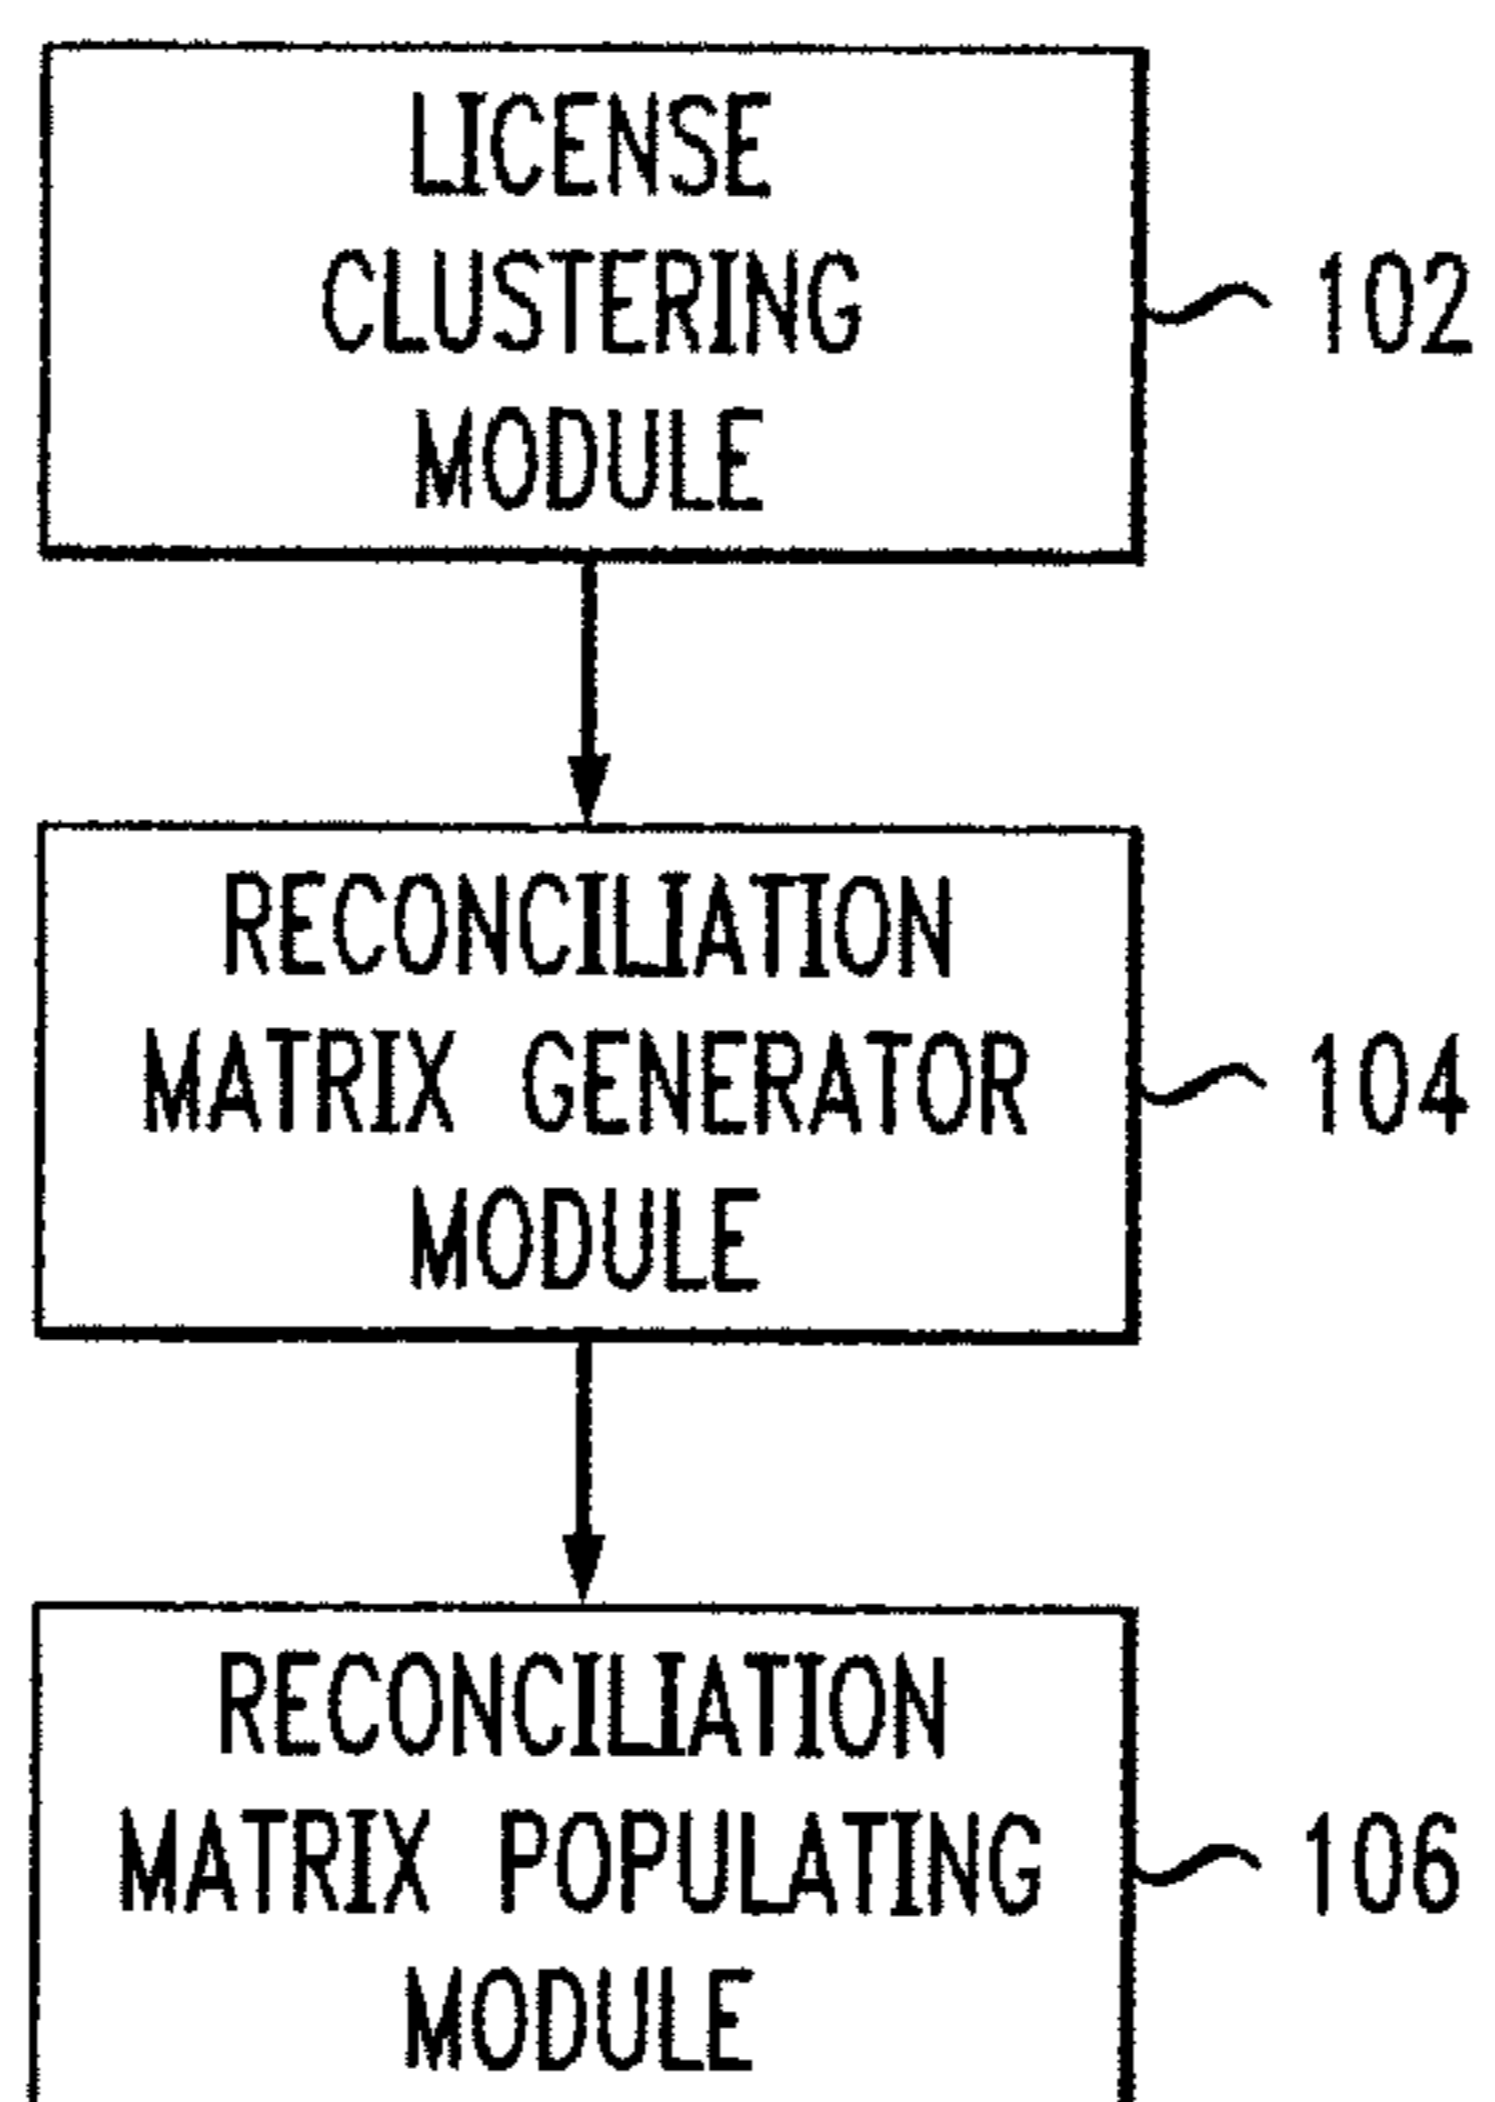 LICENSE
CLUSTERING
MODULE
102
RECONCILIATION
MATRIX GENERATOR
MODULE
104
RECONCILIATION
MATRIX POPULATING
MODULE
106